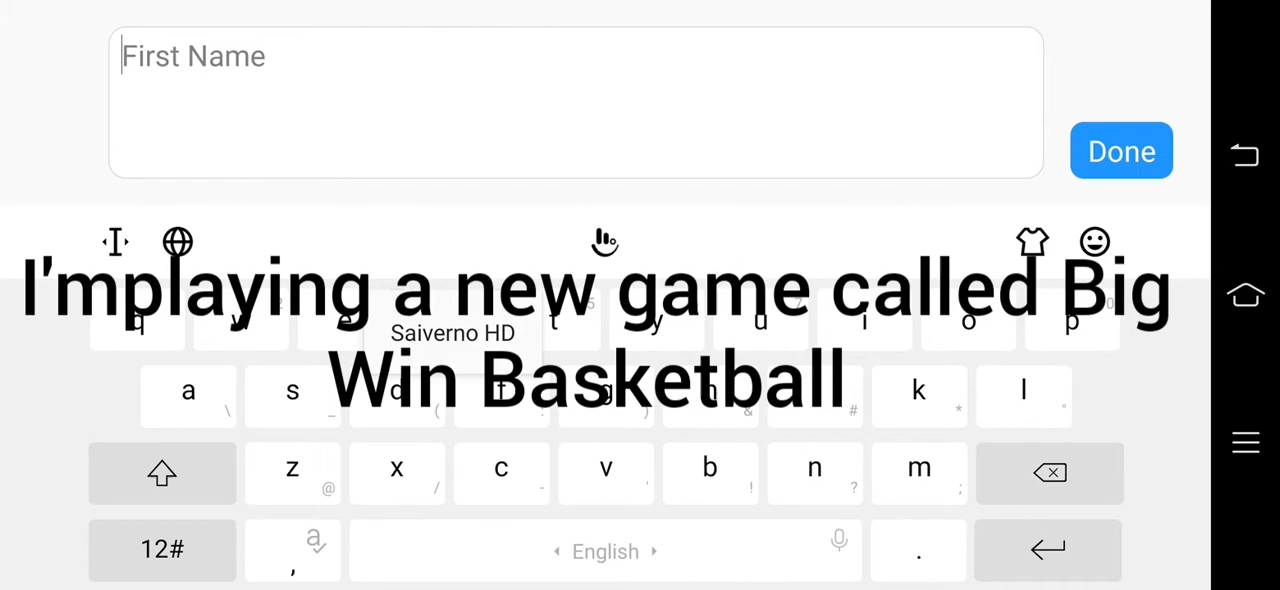 First Name
Done
I'mplaying a new game called Big
Win Basketball
Saiverno HD
q w e t y u i o p
a s d f g h k l
\ _ ( : ) & # * "
z x c v b n m
@ / - ' ! ? ;
12# , English .